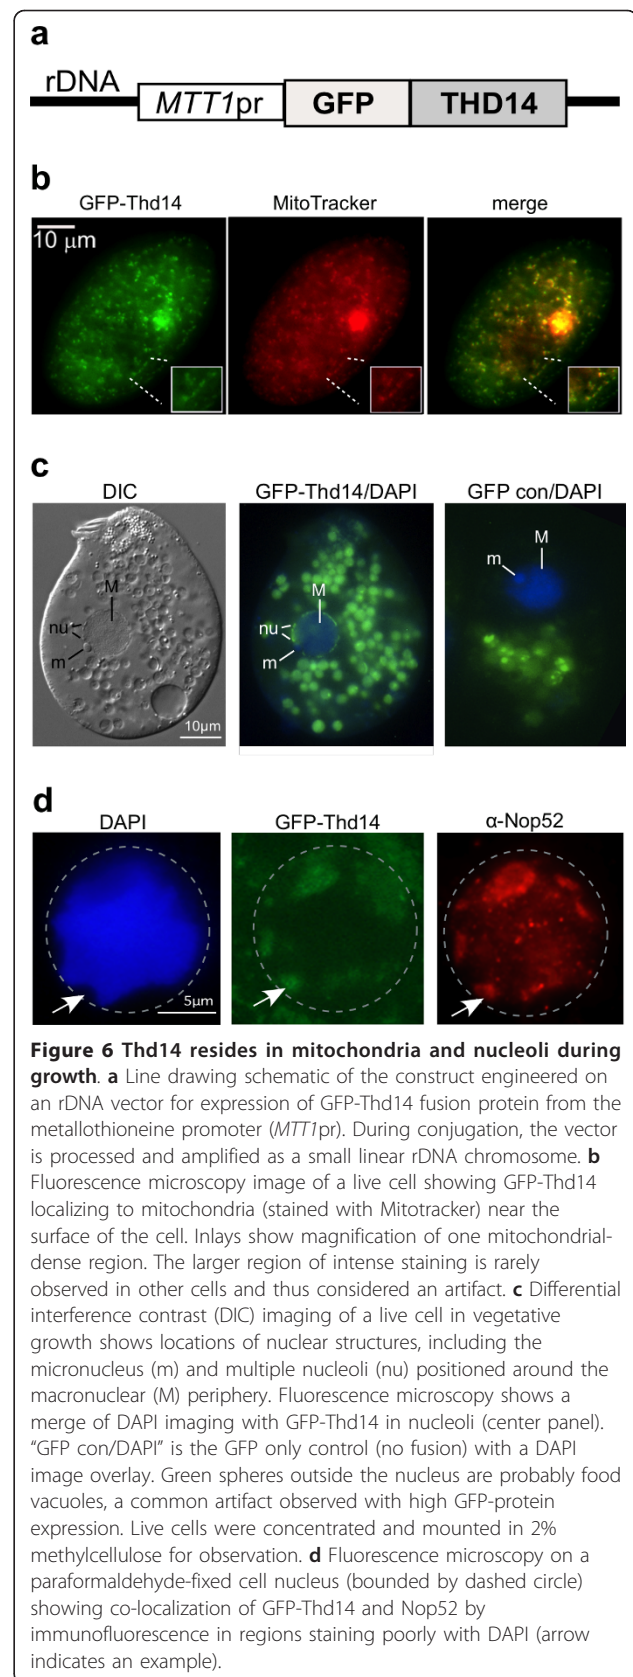 a
rDNA
MTT1pr GFP THD14
b
GFP-Thd14 MitoTracker merge
10 µm
c
DIC GFP-Thd14/DAPI GFP con/DAPI
M
nu
m
10µm
M
nu
m
M
m
d
DAPI GFP-Thd14 α-Nop52
5µm
Figure 6 Thd14 resides in mitochondria and nucleoli during
growth. a Line drawing schematic of the construct engineered on
an rDNA vector for expression of GFP-Thd14 fusion protein from the
metallothioneine promoter (MTT1pr). During conjugation, the vector
is processed and amplified as a small linear rDNA chromosome. b
Fluorescence microscopy image of a live cell showing GFP-Thd14
localizing to mitochondria (stained with Mitotracker) near the
surface of the cell. Inlays show magnification of one mitochondrial-
dense region. The larger region of intense staining is rarely
observed in other cells and thus considered an artifact. c Differential
interference contrast (DIC) imaging of a live cell in vegetative
growth shows locations of nuclear structures, including the
micronucleus (m) and multiple nucleoli (nu) positioned around the
macronuclear (M) periphery. Fluorescence microscopy shows a
merge of DAPI imaging with GFP-Thd14 in nucleoli (center panel).
“GFP con/DAPI” is the GFP only control (no fusion) with a DAPI
image overlay. Green spheres outside the nucleus are probably food
vacuoles, a common artifact observed with high GFP-protein
expression. Live cells were concentrated and mounted in 2%
methylcellulose for observation. d Fluorescence microscopy on a
paraformaldehyde-fixed cell nucleus (bounded by dashed circle)
showing co-localization of GFP-Thd14 and Nop52 by
immunofluorescence in regions staining poorly with DAPI (arrow
indicates an example).